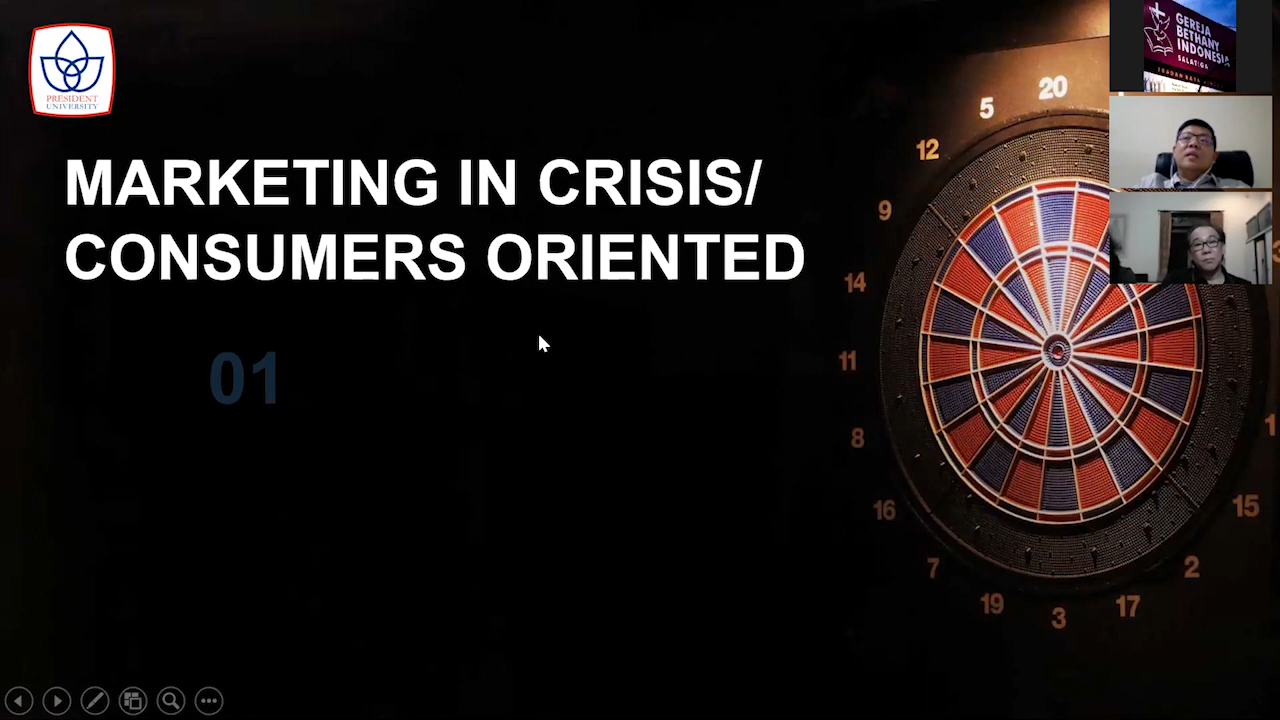 PRESIDENT
UNIVERSITY
MARKETING IN CRISIS/
CONSUMERS ORIENTED
01
GEREJA
BETHANY
INDONESIA
SALATIGA
20
5
12
9
14
11
8
16
7
19
3
17
2
15